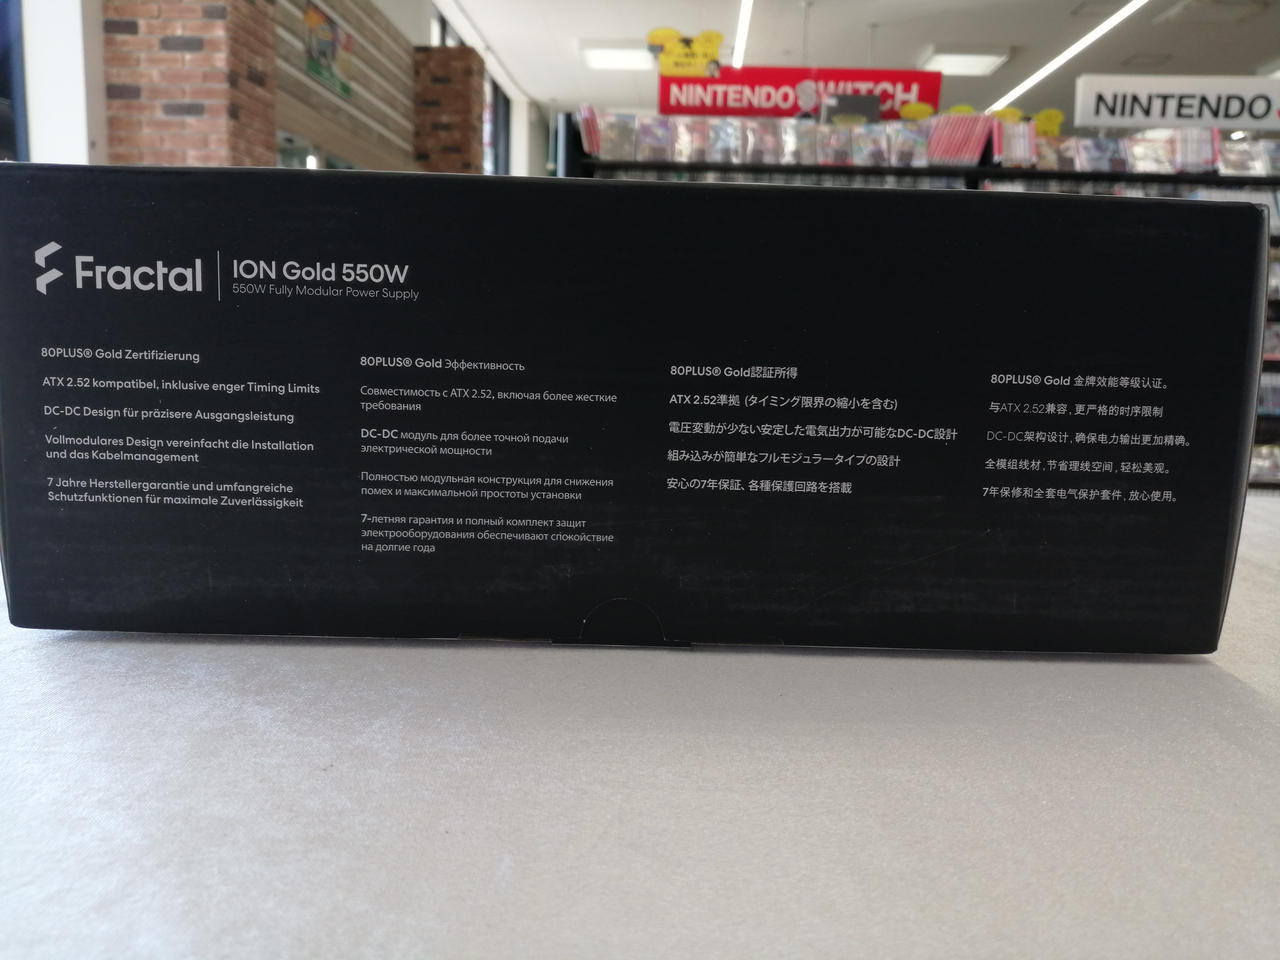 NINTENDO SWITCH
NINTENDO
Fractal
ION Gold 550W
550W Fully Modular Power Supply
80PLUS® Gold Zertifizierung
ATX 2.52 kompatibel, inklusive enger Timing Limits
DC-DC Design für präzisere Ausgangsleistung
Vollmodulares Design vereinfacht die Installation
und das Kabelmanagement
7 Jahre Herstellergarantie und umfangreiche
Schutzfunktionen für maximale Zuverlässigkeit
80PLUS® Gold Эффективность
Совместимость с ATX 2.52, включая более жесткие
требования
DC-DC модуль для более точной подачи
электрической мощности
Полностью модульная конструкция для снижения
помех и максимальной простоты установки
7-летняя гарантия и полный комплект защит
электрооборудования обеспечивают спокойствие
на долгие года
80PLUS® Gold認証所得
ATX 2.52準拠 (タイミング限界の縮小を含む)
電圧変動が少ない安定した電気出力が可能なDC-DC設計
組み込みが簡単なフルモジュラータイプの設計
安心の7年保証、各種保護回路を搭載
80PLUS® Gold 金牌效能等级认证。
与ATX 2.52兼容,更严格的时序限制
DC-DC架构设计,确保电力输出更加精确。
全模组线材,节省理线空间,轻松美观。
7年保修和全套电气保护套件,放心使用。